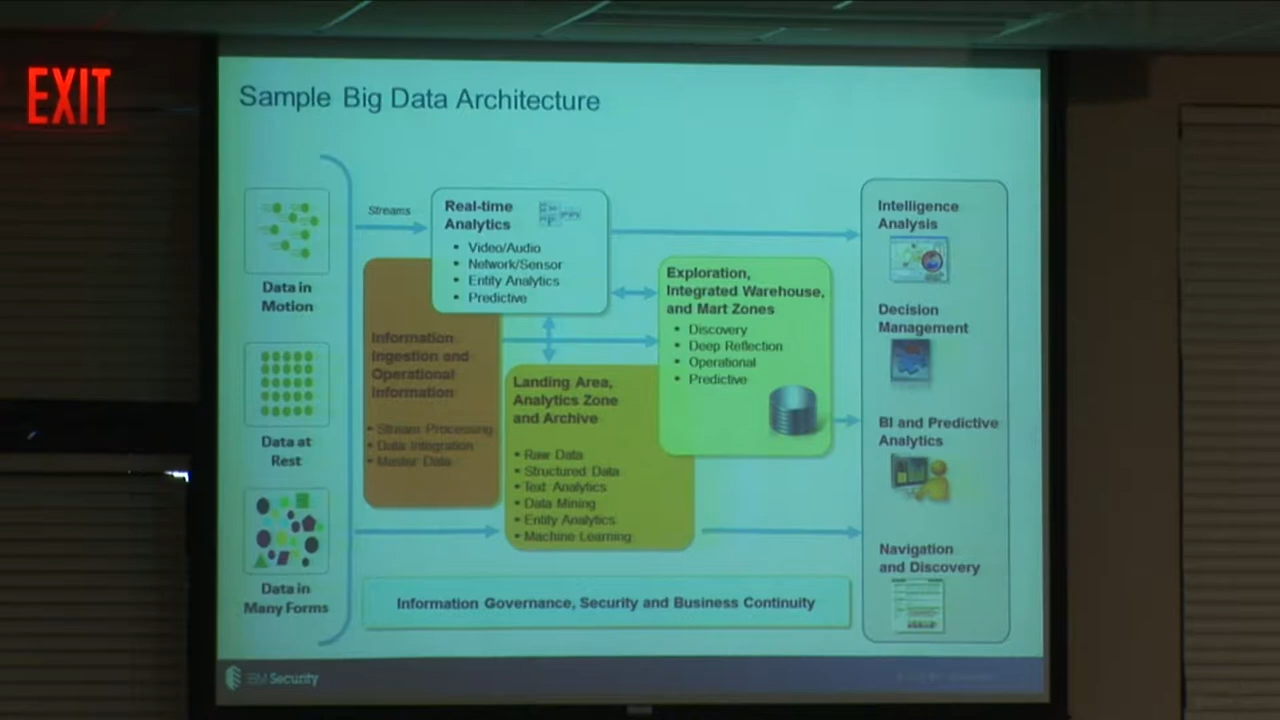 EXIT
Sample Big Data Architecture
Data in
Motion
Data at
Rest
Data in
Many Forms
Streams
Real-time
Analytics
• Video/Audio
• Network/Sensor
• Entity Analytics
• Predictive
Information
Ingestion and
Operational
Information
• Stream Processing
• Data Integration
• Master Data
Landing Area,
Analytics Zone
and Archive
• Raw Data
• Structured Data
• Text Analytics
• Data Mining
• Entity Analytics
• Machine Learning
Exploration,
Integrated Warehouse,
and Mart Zones
• Discovery
• Deep Reflection
• Operational
• Predictive
Intelligence
Analysis
Decision
Management
BI and Predictive
Analytics
Navigation
and Discovery
Information Governance, Security and Business Continuity
IBM Security